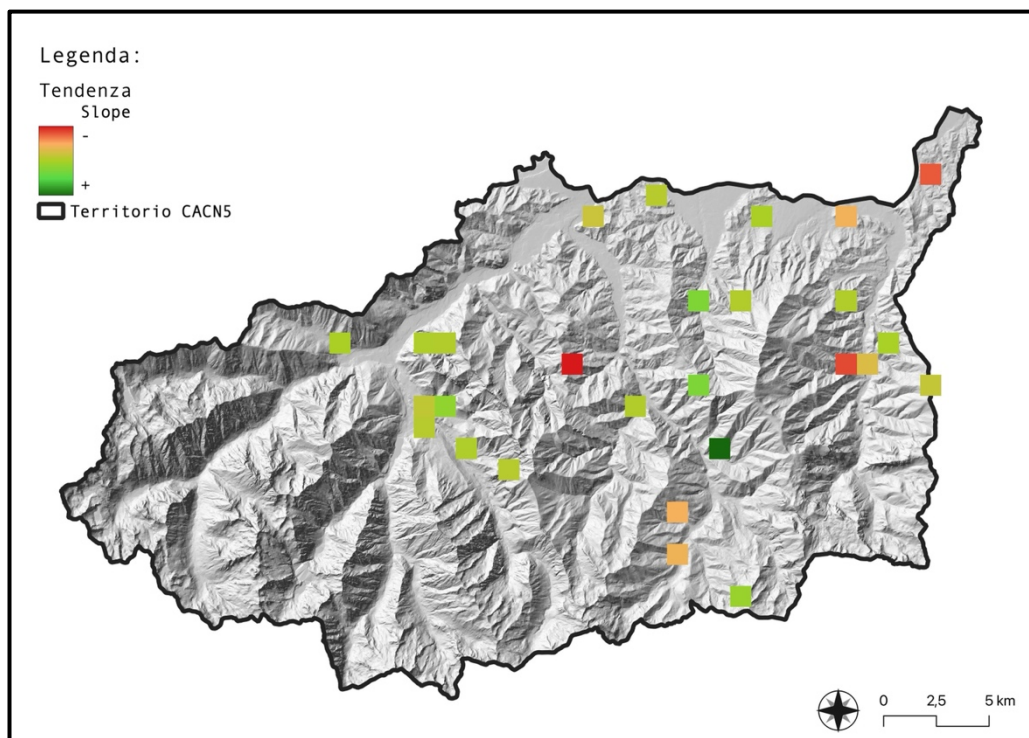 Legenda:
Tendenza
Slope
-
+
Territorio CACN5
0 2,5 5 km